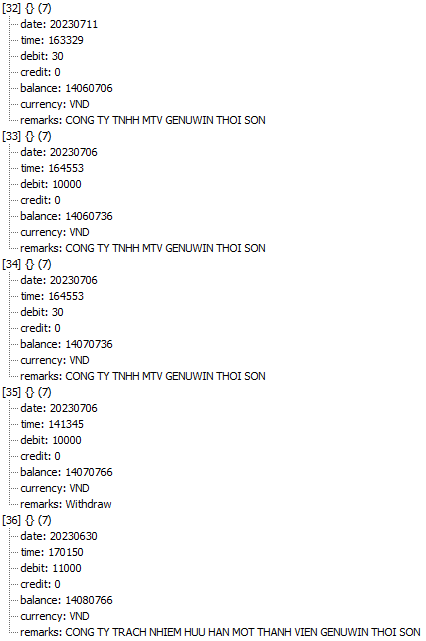 [32] {} (7)
date: 20230711
time: 163329
debit: 30
credit: 0
balance: 14060706
currency: VND
remarks: CONG TY TNHH MTV GENUWIN THOI SON
[33] {} (7)
date: 20230706
time: 164553
debit: 10000
credit: 0
balance: 14060736
currency: VND
remarks: CONG TY TNHH MTV GENUWIN THOI SON
[34] {} (7)
date: 20230706
time: 164553
debit: 30
credit: 0
balance: 14070736
currency: VND
remarks: CONG TY TNHH MTV GENUWIN THOI SON
[35] {} (7)
date: 20230706
time: 141345
debit: 10000
credit: 0
balance: 14070766
currency: VND
remarks: Withdraw
[36] {} (7)
date: 20230630
time: 170150
debit: 11000
credit: 0
balance: 14080766
currency: VND
remarks: CONG TY TRACH NHIEM HUU HAN MOT THANH VIEN GENUWIN THOI SON